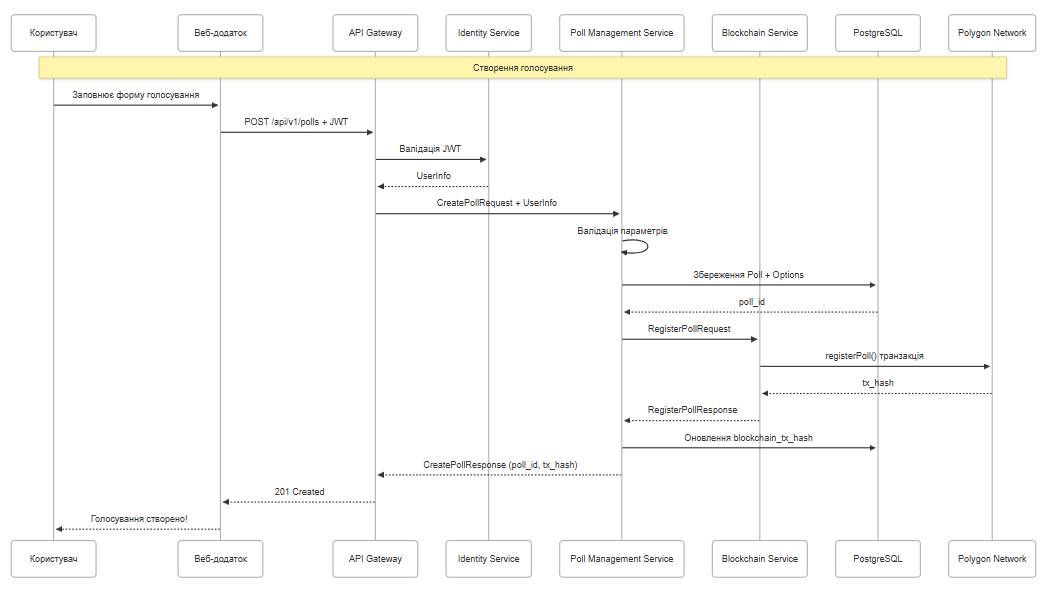 Користувач
Веб-додаток
API Gateway
Identity Service
Poll Management Service
Blockchain Service
PostgreSQL
Polygon Network
Створення голосування
Заповнює форму голосування
POST /api/v1/polls + JWT
Валідація JWT
UserInfo
CreatePollRequest + UserInfo
Валідація параметрів
Збереження Poll + Options
poll_id
RegisterPollRequest
registerPoll() транзакція
tx_hash
RegisterPollResponse
Оновлення blockchain_tx_hash
CreatePollResponse (poll_id, tx_hash)
201 Created
Голосування створено!
Користувач
Веб-додаток
API Gateway
Identity Service
Poll Management Service
Blockchain Service
PostgreSQL
Polygon Network